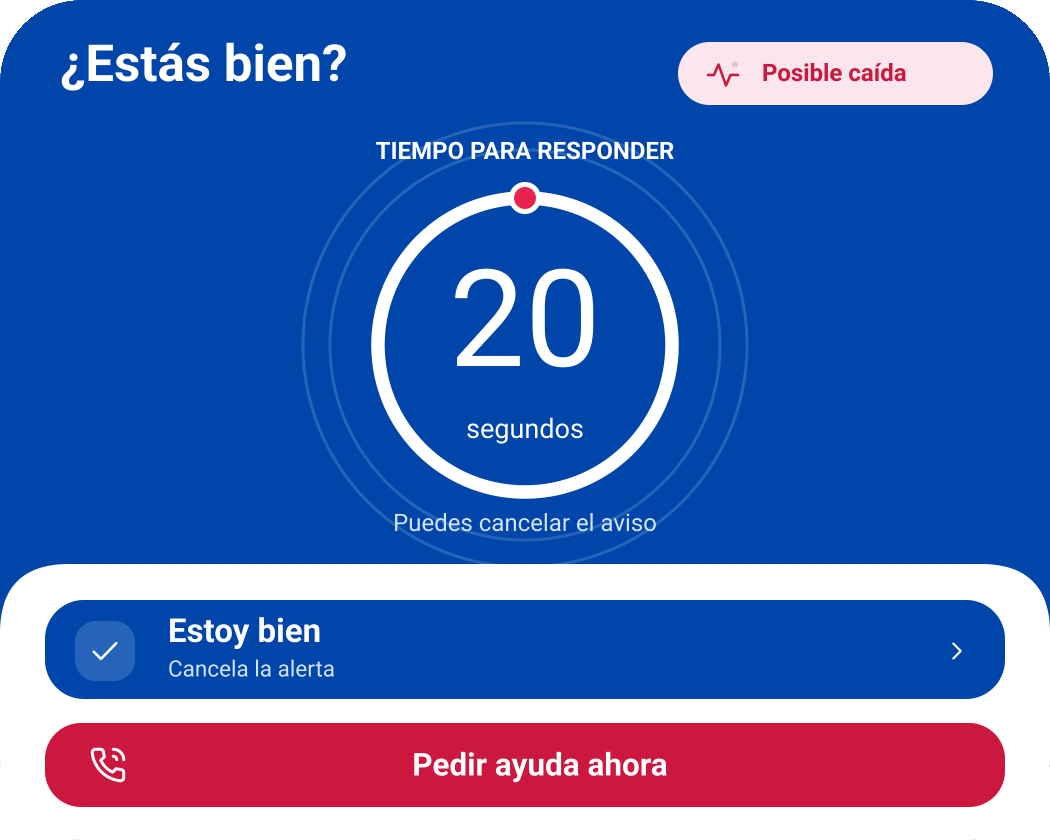 ¿Estás bien?
Posible caída
TIEMPO PARA RESPONDER
20
segundos
Puedes cancelar el aviso
Estoy bien
Cancela la alerta
Pedir ayuda ahora